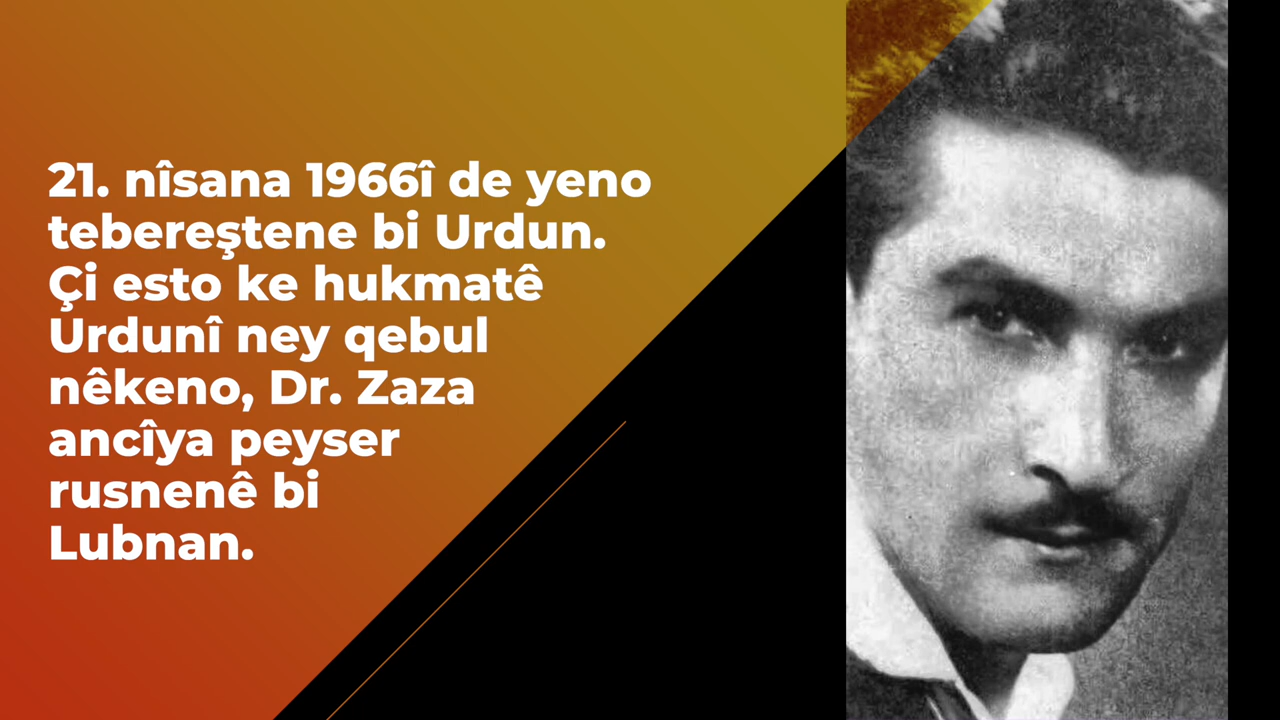 21. nîsana 1966î de yeno
tebereştene bi Urdun.
Çi esto ke hukmatê
Urdunî ney qebul
nêkeno, Dr. Zaza
ancîya peyser
rusnenê bi
Lubnan.